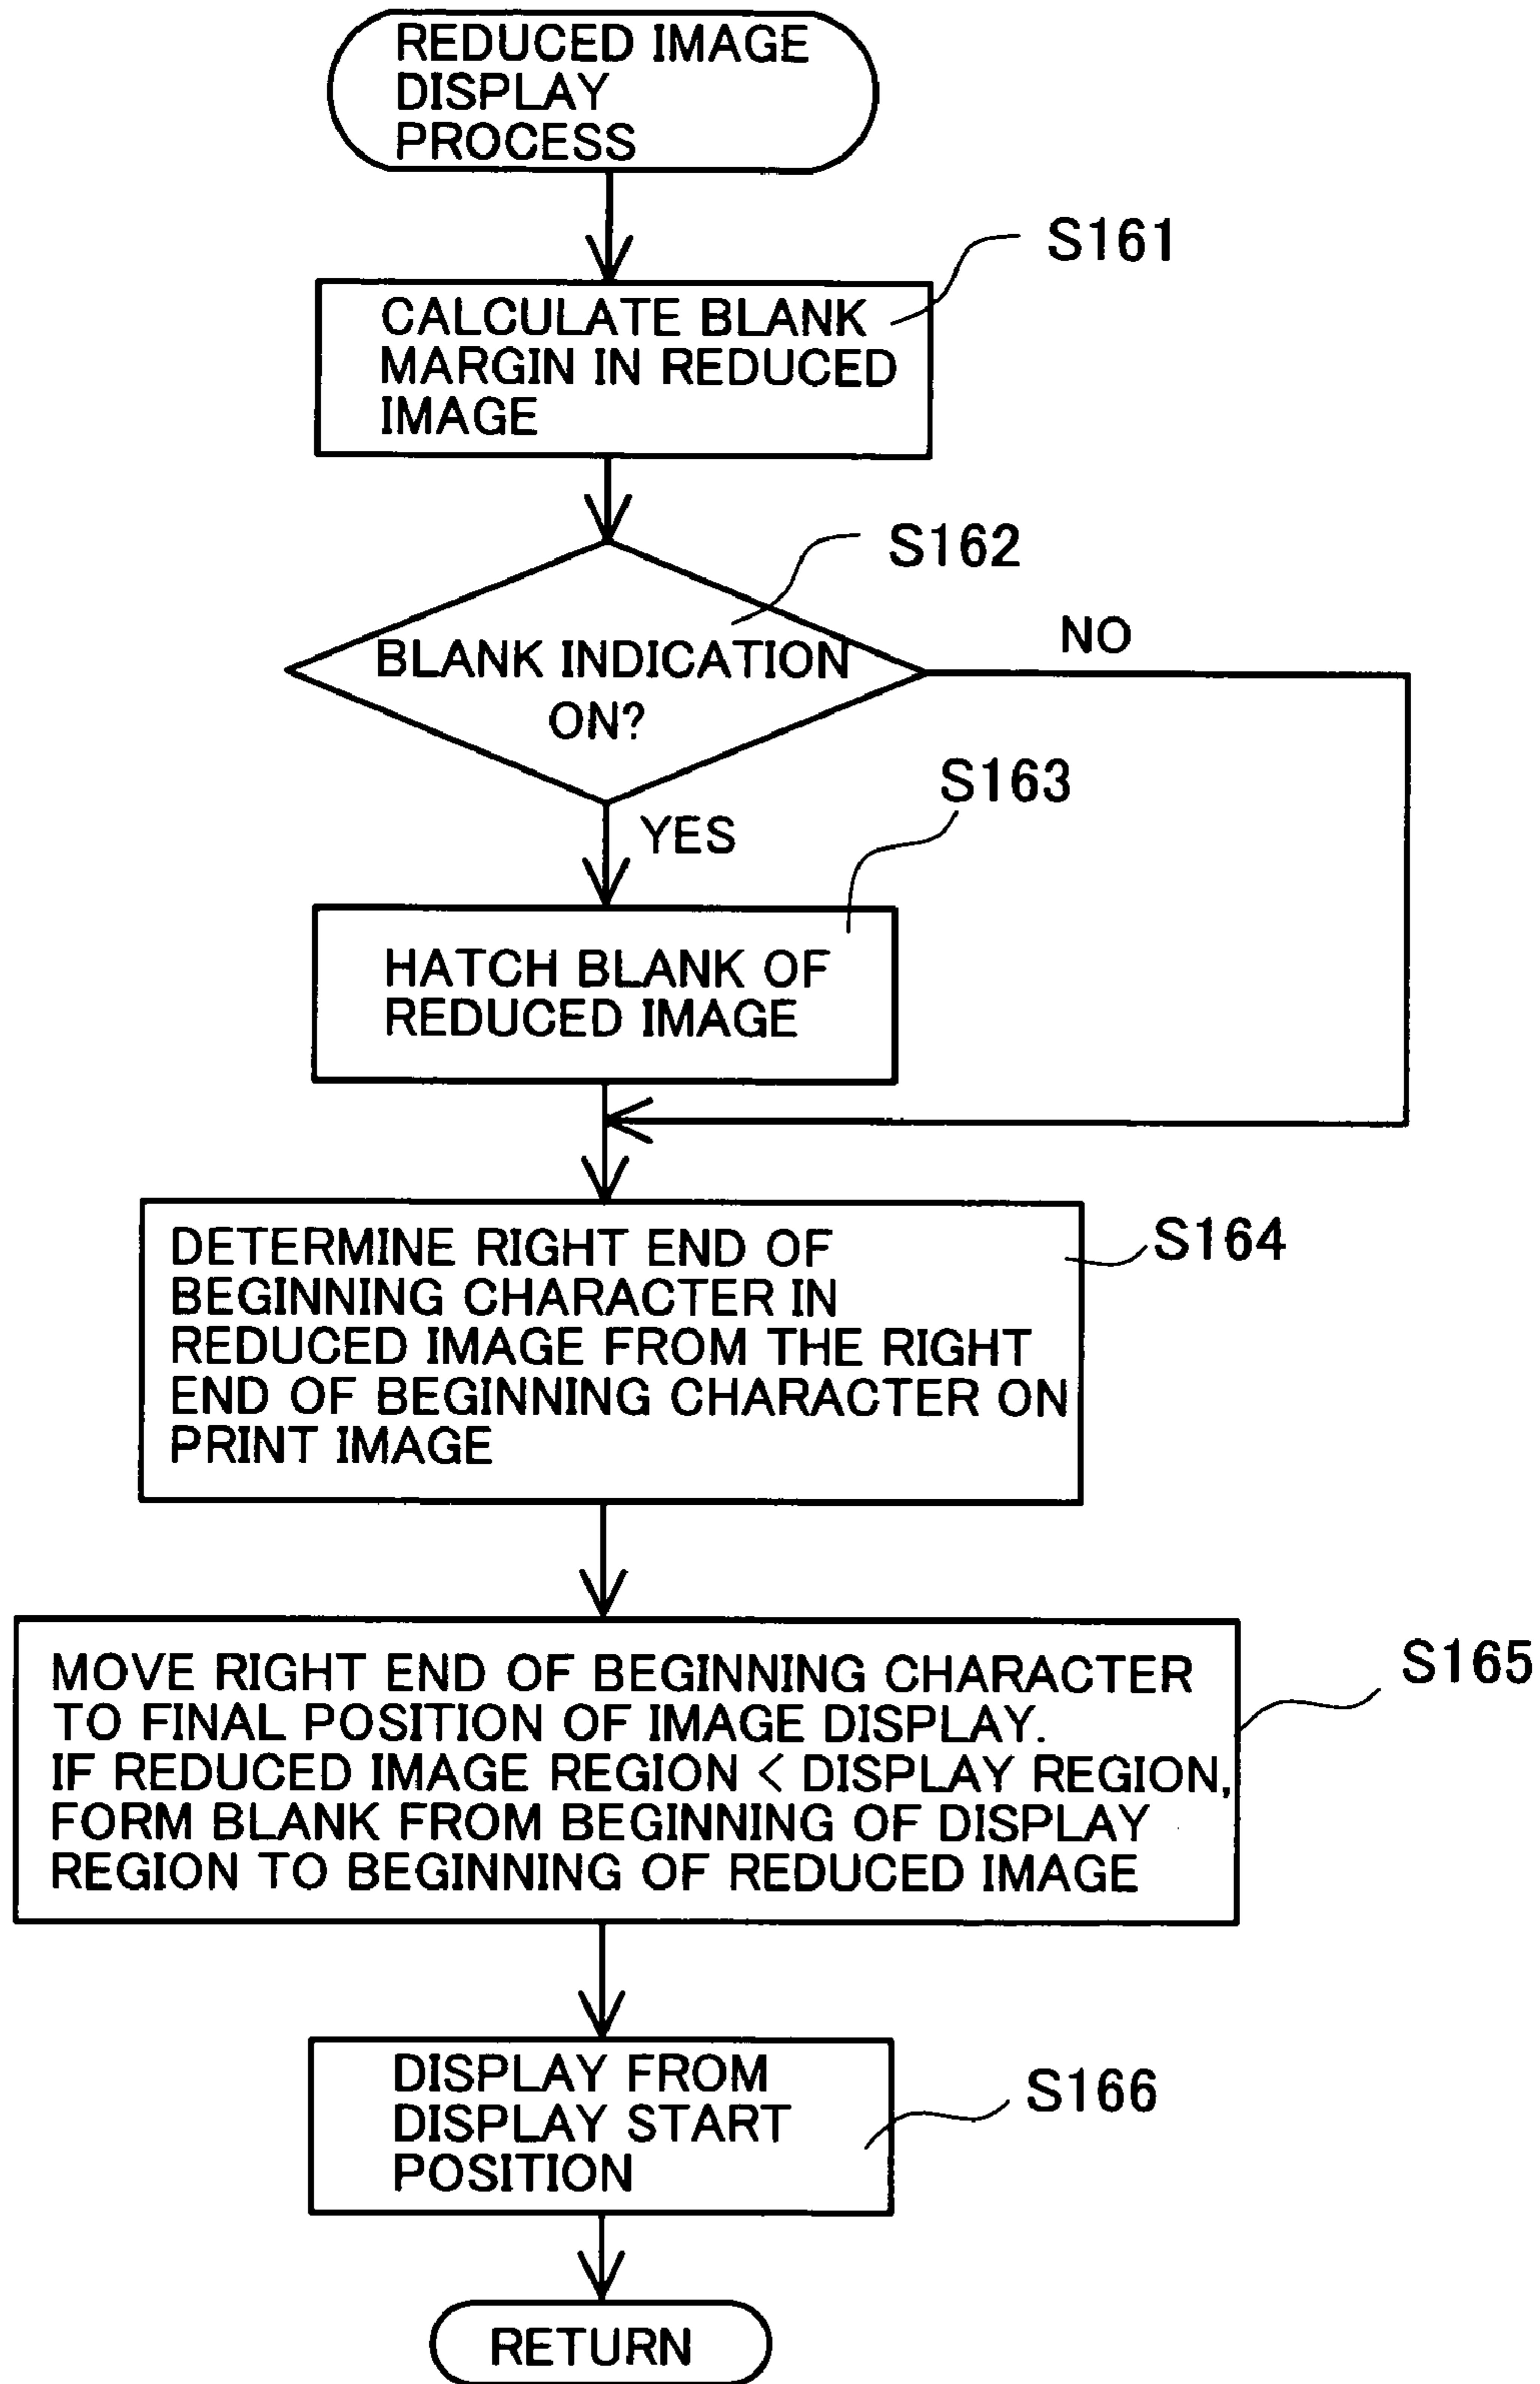 REDUCED IMAGE
DISPLAY
PROCESS
S161
CALCULATE BLANK
MARGIN IN REDUCED
IMAGE
S162
BLANK INDICATION
ON?
NO
YES
S163
HATCH BLANK OF
REDUCED IMAGE
S164
DETERMINE RIGHT END OF
BEGINNING CHARACTER IN
REDUCED IMAGE FROM THE RIGHT
END OF BEGINNING CHARACTER ON
PRINT IMAGE
S165
MOVE RIGHT END OF BEGINNING CHARACTER
TO FINAL POSITION OF IMAGE DISPLAY.
IF REDUCED IMAGE REGION < DISPLAY REGION,
FORM BLANK FROM BEGINNING OF DISPLAY
REGION TO BEGINNING OF REDUCED IMAGE
S166
DISPLAY FROM
DISPLAY START
POSITION
RETURN